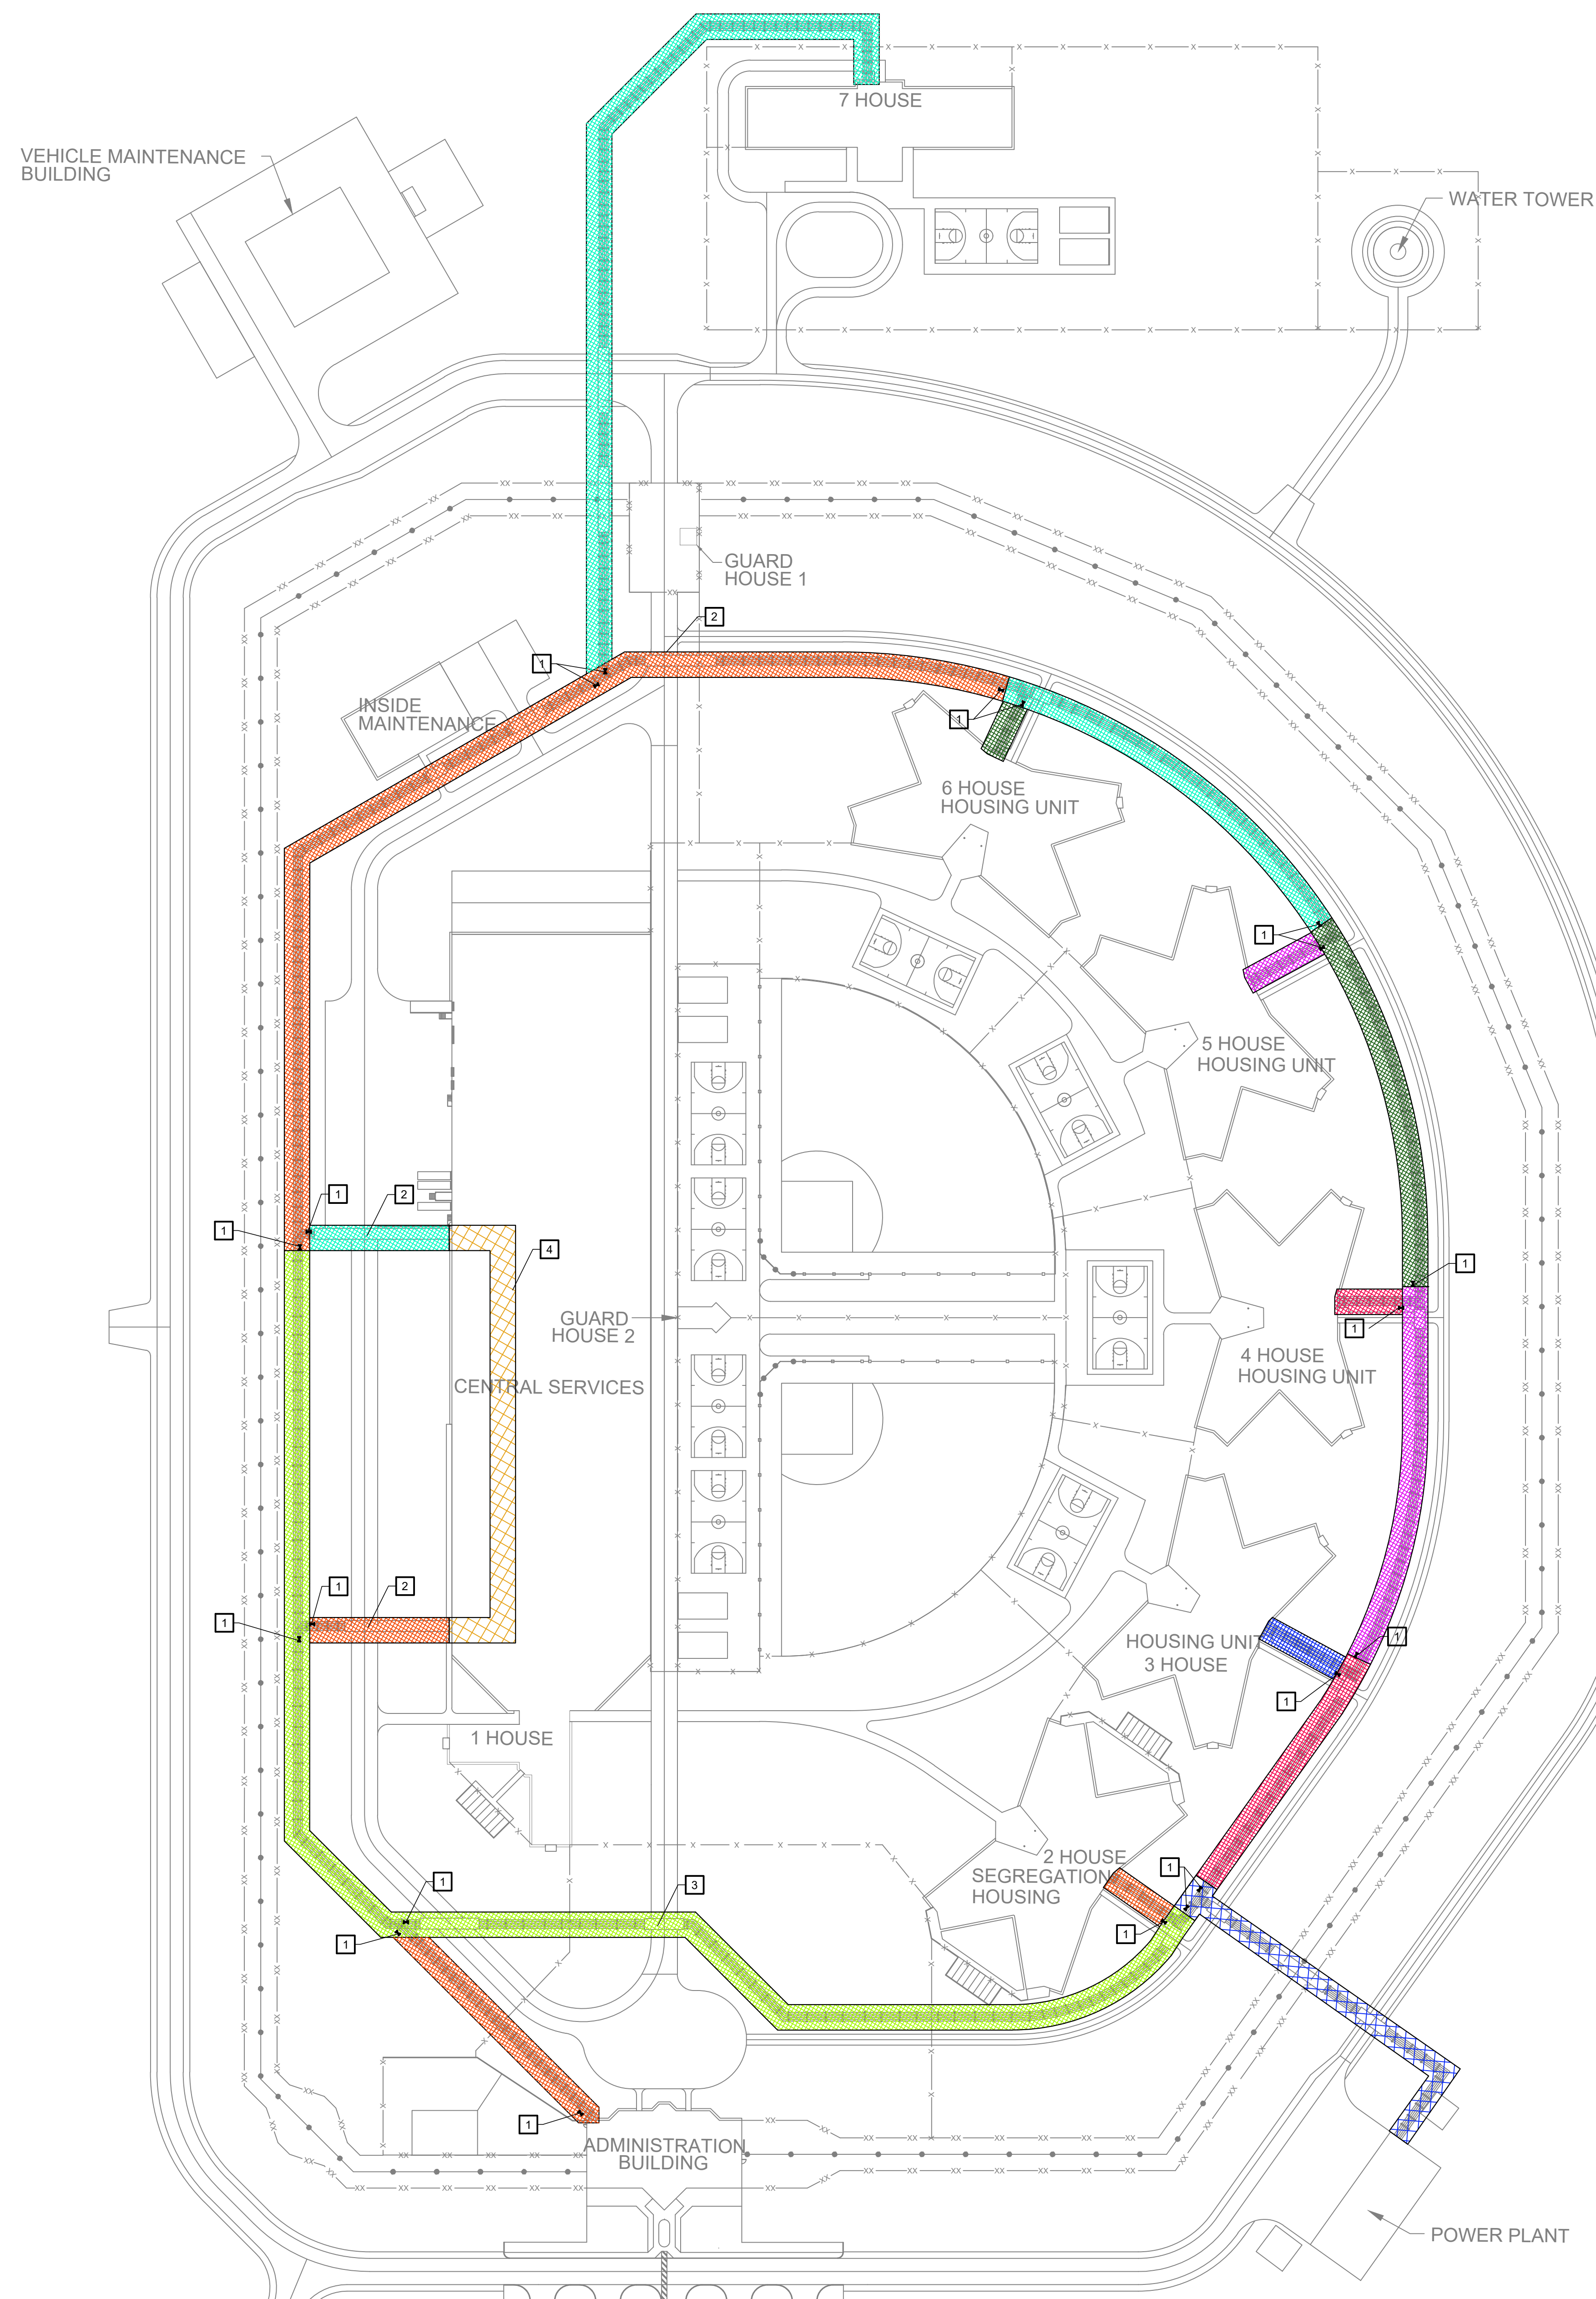 7 HOUSE
VEHICLE MAINTENANCE
BUILDING
WATER TOWER
GUARD
HOUSE 1
2
1
INSIDE
MAINTENANCE
1
6 HOUSE
HOUSING UNIT
1
5 HOUSE
HOUSING UNIT
1
2
1
4
1
GUARD
HOUSE 2
1
4 HOUSE
HOUSING UNIT
CENTRAL SERVICES
1
2
1
1
HOUSING UNIT
3 HOUSE
1
1 HOUSE
2 HOUSE
SEGREGATION
HOUSING
1
1
3
1
1
1
ADMINISTRATION
BUILDING
POWER PLANT